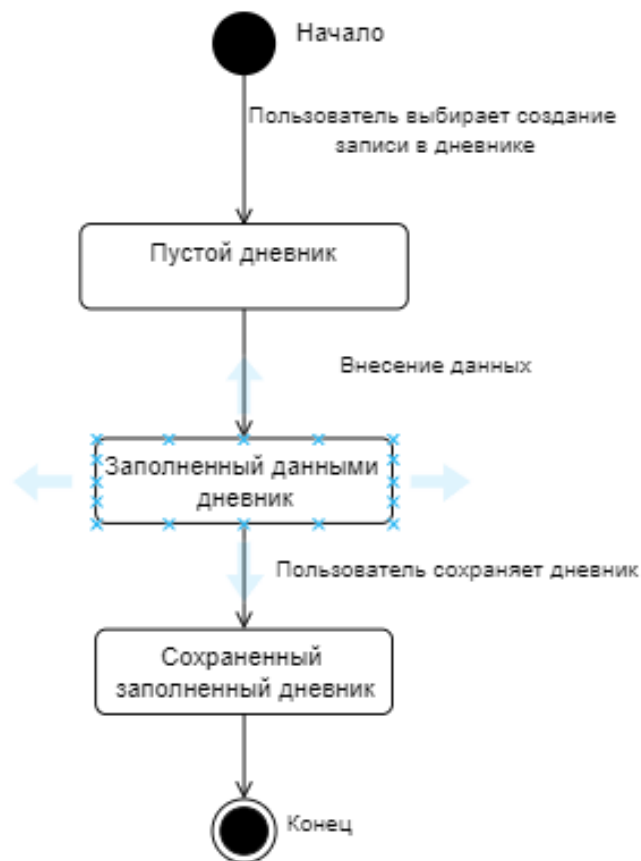 Начало
Пользователь выбирает создание
записи в дневнике
Пустой дневник
Внесение данных
Заполненный данными
дневник
Пользователь сохраняет дневник
Сохраненный
заполненный дневник
Конец